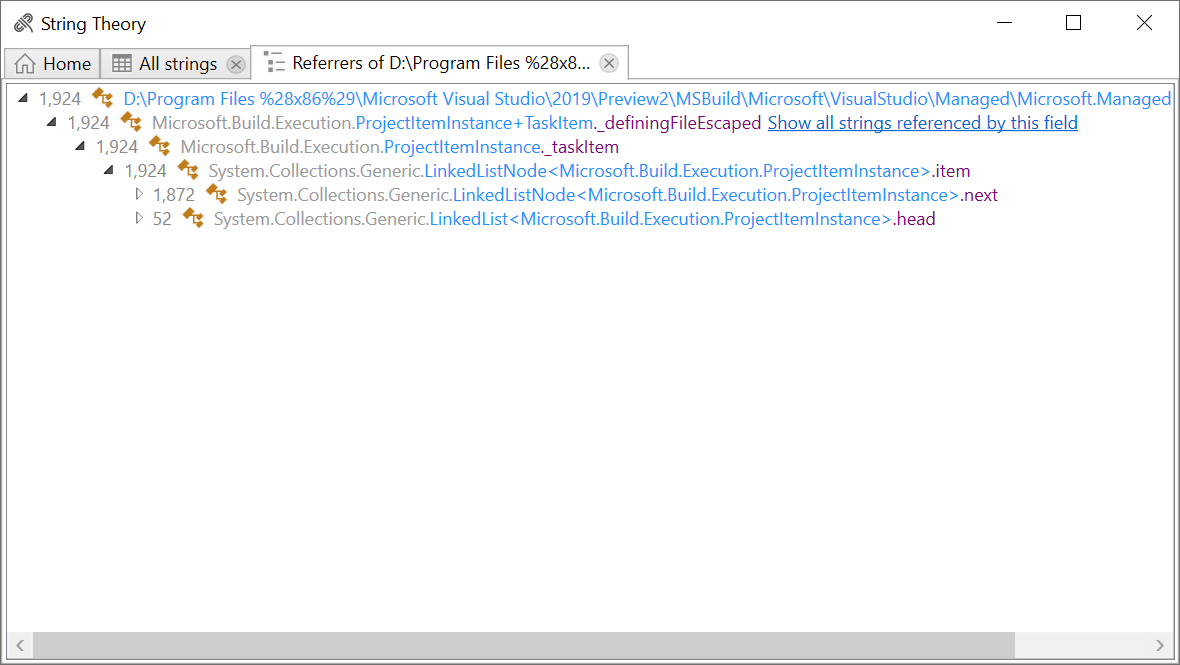 String Theory
Home All strings Referrers of D:\Program Files %28x8...
1,924 D:\Program Files %28x86%29\Microsoft Visual Studio\2019\Preview2\MSBuild\Microsoft\VisualStudio\Managed\Microsoft.Managed
1,924 Microsoft.Build.Execution.ProjectItemInstance+TaskItem._definingFileEscaped Show all strings referenced by this field
1,924 Microsoft.Build.Execution.ProjectItemInstance._taskItem
1,924 System.Collections.Generic.LinkedListNode<Microsoft.Build.Execution.ProjectItemInstance>.item
1,872 System.Collections.Generic.LinkedListNode<Microsoft.Build.Execution.ProjectItemInstance>.next
52 System.Collections.Generic.LinkedList<Microsoft.Build.Execution.ProjectItemInstance>.head